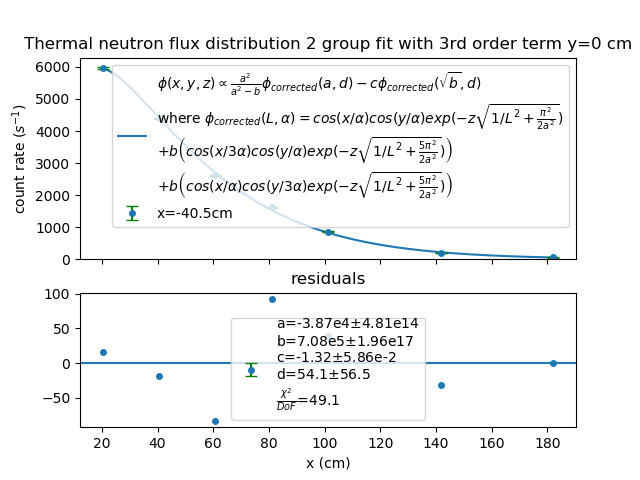 Thermal neutron flux distribution 2 group fit with 3rd order term y=0 cm
count rate (s⁻¹)
6000
5000
4000
3000
2000
1000
0
ϕ(x, y, z) ∝ a²/(a²−b) ϕ_corrected(a, d) − cϕ_corrected(√b, d)
where ϕ_corrected(L, α) = cos(x/α)cos(y/α)exp(−z√(1/L² + π²/2a²))
+b(cos(x/3α)cos(y/α)exp(−z√(1/L² + 5π²/2a²)))
+b(cos(x/α)cos(y/3α)exp(−z√(1/L² + 5π²/2a²)))
x=-40.5cm
residuals
100
50
0
−50
a=-3.87e4±4.81e14
b=7.08e5±1.96e17
c=-1.32±5.86e-2
d=54.1±56.5
χ²/DoF=49.1
20 40 60 80 100 120 140 160 180
x (cm)